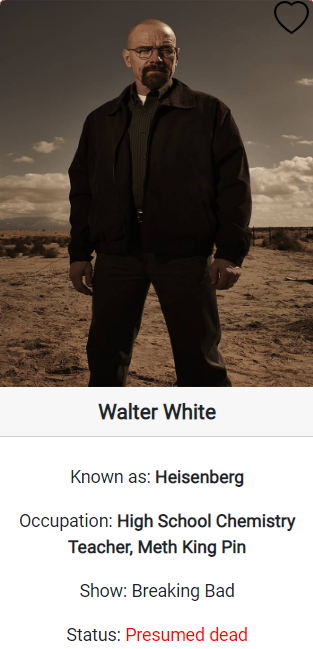 Walter White
Known as: Heisenberg
Occupation: High School Chemistry
Teacher, Meth King Pin
Show: Breaking Bad
Status: Presumed dead